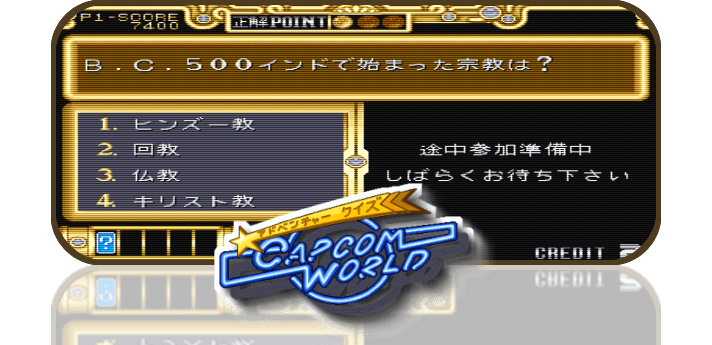 P1-SCORE
7400
正解POINT
B.C.500インドで始まった宗教は?
1. ヒンズー教
2. 回教
3. 仏教
4. キリスト教
途中参加準備中
しばらくお待ち下さい
?
アドベンチャー クイズ
CAPCOM
WORLD
CREDIT